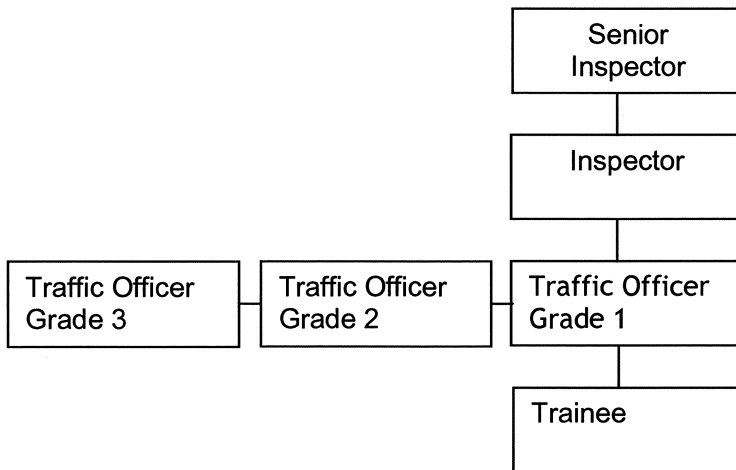 Senior
Inspector
Inspector
Traffic Officer
Grade 3
Traffic Officer
Grade 2
Traffic Officer
Grade 1
Trainee